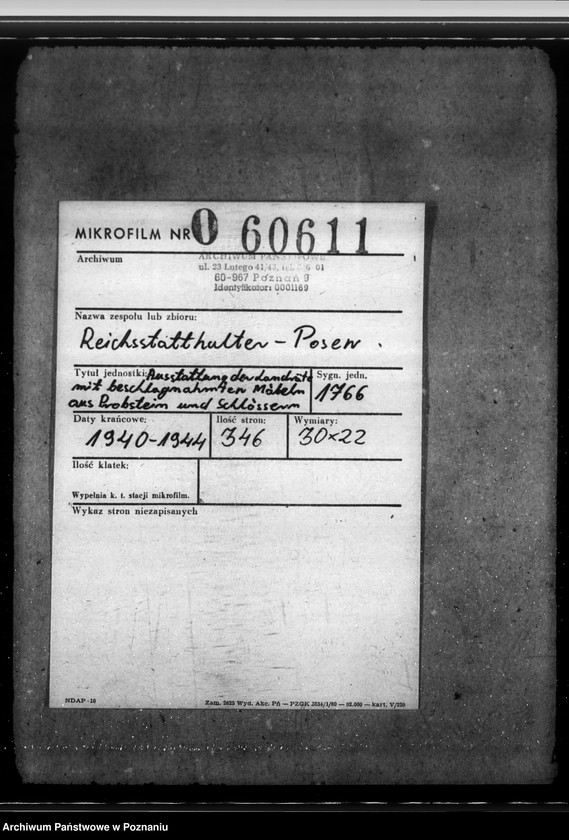 MIKROFILM NR O 60611
Archiwum
ARCHIWUM PAŃSTWOWE
ul. 23 Lutego 41/43,
60-967 Poznań 9
Identyfikator: 0001169
Nazwa zespołu lub zbioru:
Reichsstatthalter - Posen.
Tytuł jednostki: Ausstattung der Landräte
mit beschlagnahmten Möbeln
aus Probstein und Schlössern
Sygn. jedn.
1766
Daty krańcowe:
1940-1944
Ilość stron:
346
Wymiary:
30x22
Ilość klatek:
Wypełnia k. t. stacji mikrofilm.
Wykaz stron niezapisanych
NDAP-16
Archiwum Państwowe w Poznaniu